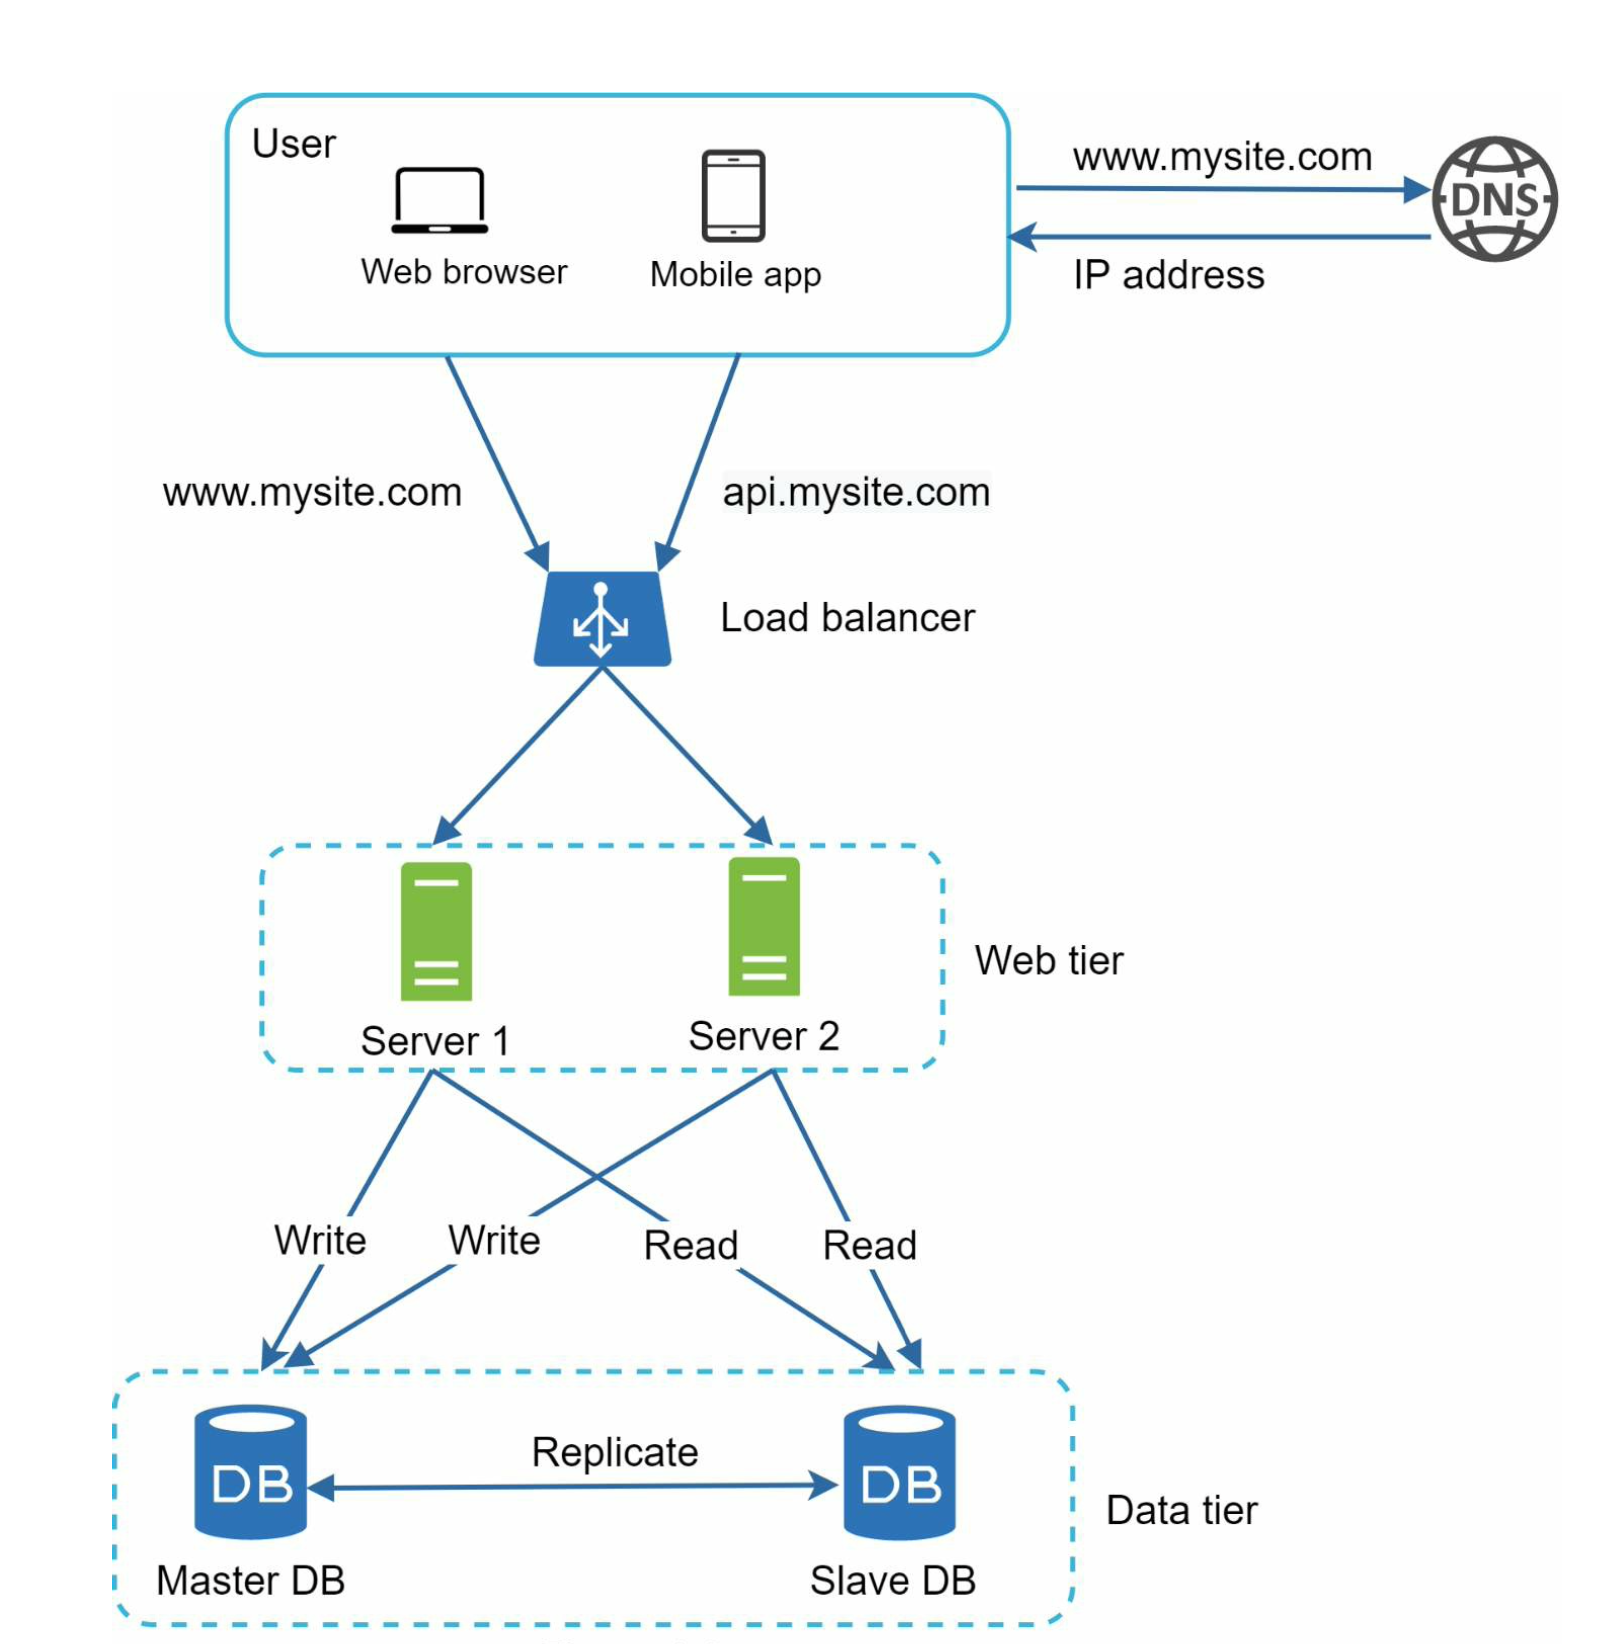 User
Web browser
Mobile app
www.mysite.com
DNS
IP address
www.mysite.com
api.mysite.com
Load balancer
Server 1
Server 2
Web tier
Write
Write
Read
Read
Replicate
DB
DB
Master DB
Slave DB
Data tier